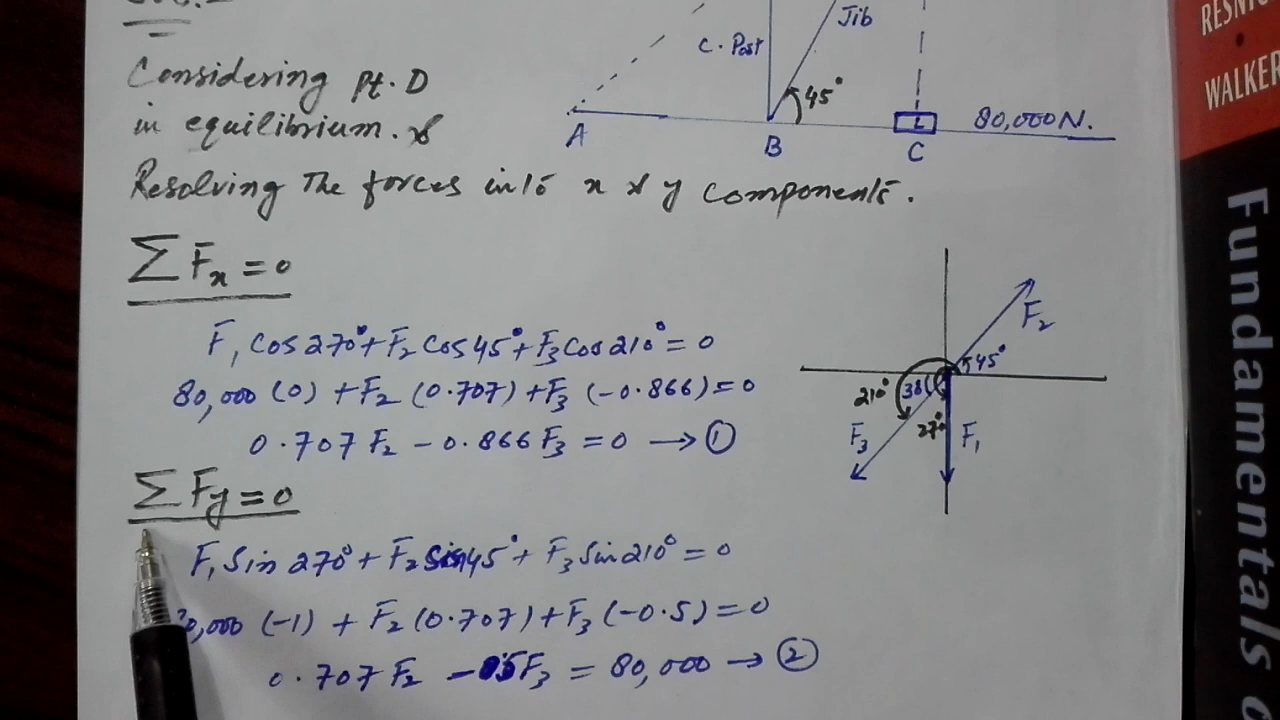 Jib
C. Post
45°
80,000N.
L
A
B
C
Considering pt. D
in equilibrium. &
Resolving The forces into x & y components.
ΣFx = 0
F₁ Cos 270° + F₂ Cos 45° + F₃ Cos 210° = 0
80,000 (0) + F₂ (0.707) + F₃ (-0.866) = 0
0.707 F₂ - 0.866 F₃ = 0 → ①
F₂
45°
210°
F₃
F₁
ΣFy = 0
F₁ Sin 270° + F₂ Sin 45° + F₃ Sin 210° = 0
0,000 (-1) + F₂ (0.707) + F₃ (-0.5) = 0
0.707 F₂ - 0.5 F₃ = 80,000 → ②
WALKER
Fundamentals